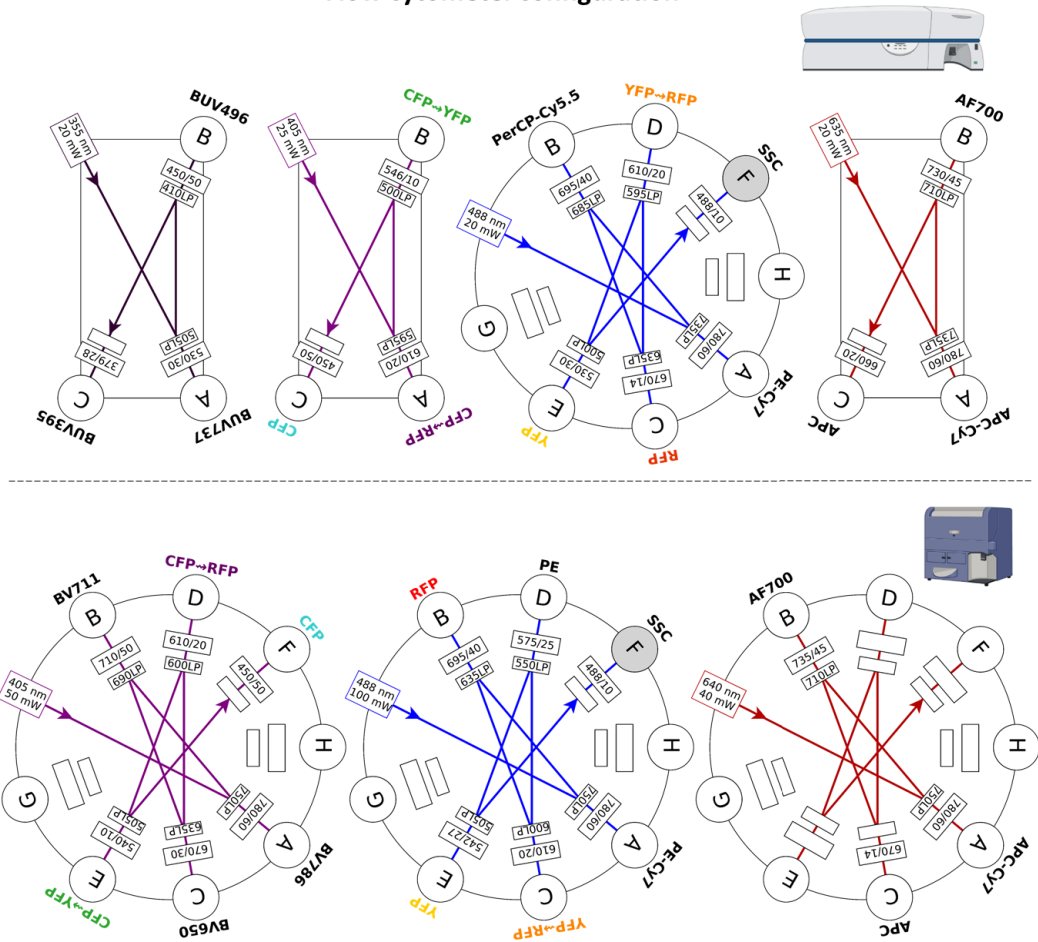 BUV496
355 nm
20 mW
B
450/50
410LP
379/28
505LP
530/30
C
A
BUV395
BUV737
CFP⇝YFP
405 nm
25 mW
B
546/10
500LP
450/50
595LP
610/20
C
A
CFP
CFP⇝RFP
PerCP-Cy5.5
YFP⇝RFP
SSC
B
D
F
695/40
685LP
610/20
595LP
488/10
488 nm
20 mW
H
G
500LP
530/30
635LP
670/14
735LP
780/60
E
C
A
YFP
RFP
PE-Cy7
AF700
635 nm
20 mW
B
730/45
710LP
660/20
735LP
780/60
C
A
APC
APC-Cy7
BV711
CFP⇝RFP
CFP
B
D
F
710/50
690LP
610/20
600LP
450/50
405 nm
50 mW
H
G
505LP
540/10
635LP
670/30
750LP
780/60
E
C
A
CFP⇝YFP
BV650
BV786
RFP
PE
SSC
B
D
F
695/40
635LP
575/25
550LP
488/10
488 nm
100 mW
H
G
505LP
542/27
600LP
610/20
750LP
780/60
E
C
A
YFP
YFP⇝RFP
PE-Cy7
AF700
B
D
F
735/45
710LP
640 nm
40 mW
H
G
670/14
750LP
780/60
E
C
A
APC
APC-Cy7